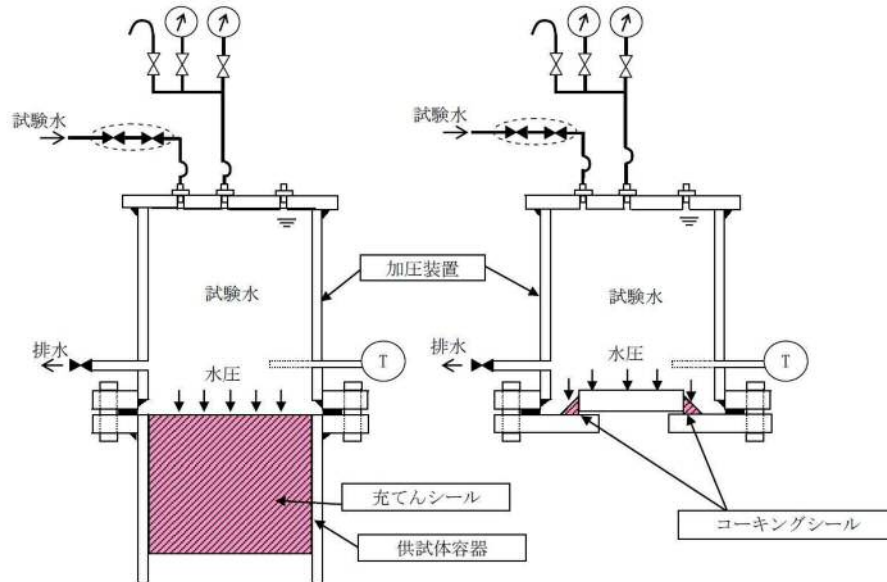 試験水
試験水
加圧装置
試験水
試験水
排水
T
水圧
排水
T
水圧
充てんシール
供試体容器
コーキングシール